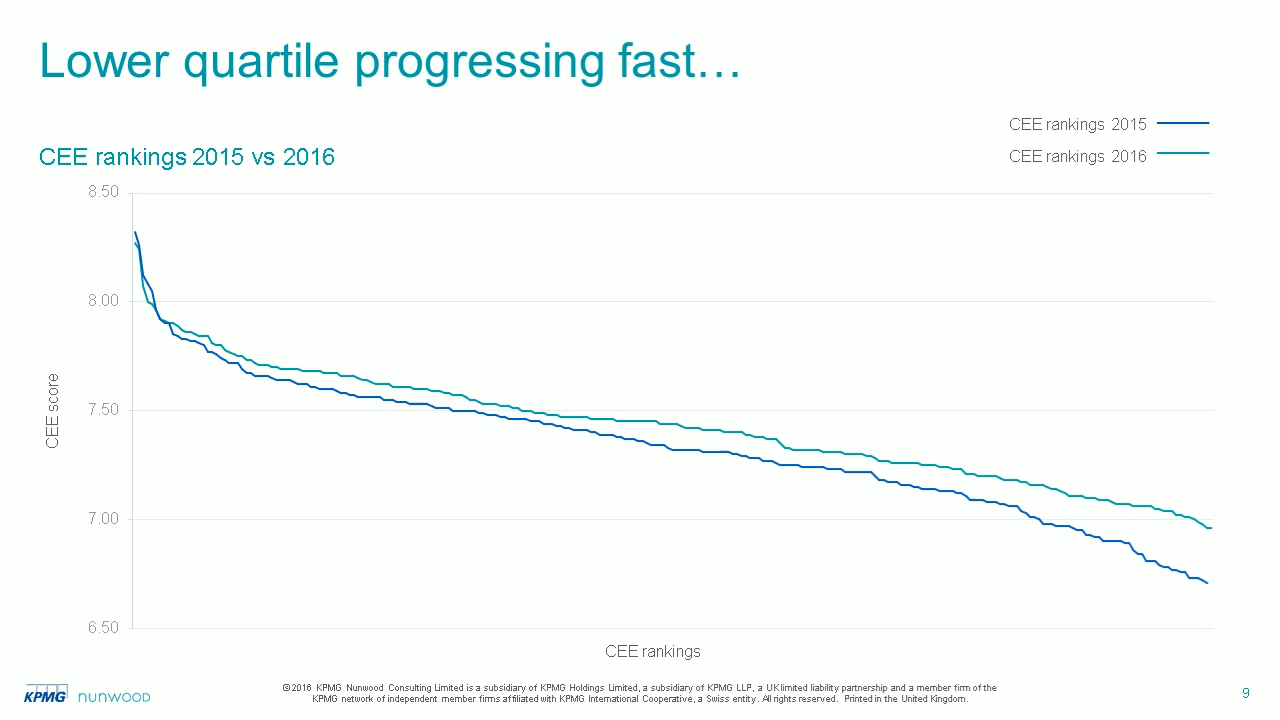 Lower quartile progressing fast…
CEE rankings 2015
CEE rankings 2016
CEE rankings 2015 vs 2016
8.50
8.00
7.50
7.00
6.50
CEE score
CEE rankings
KPMG nunwood
©2016 KPMG Nunwood Consulting Limited is a subsidiary of KPMG Holdings Limited, a subsidiary of KPMG LLP, a UK limited liability partnership and a member firm of the
KPMG network of independent member firms affiliated with KPMG International Cooperative, a Swiss entity. All rights reserved. Printed in the United Kingdom.
9